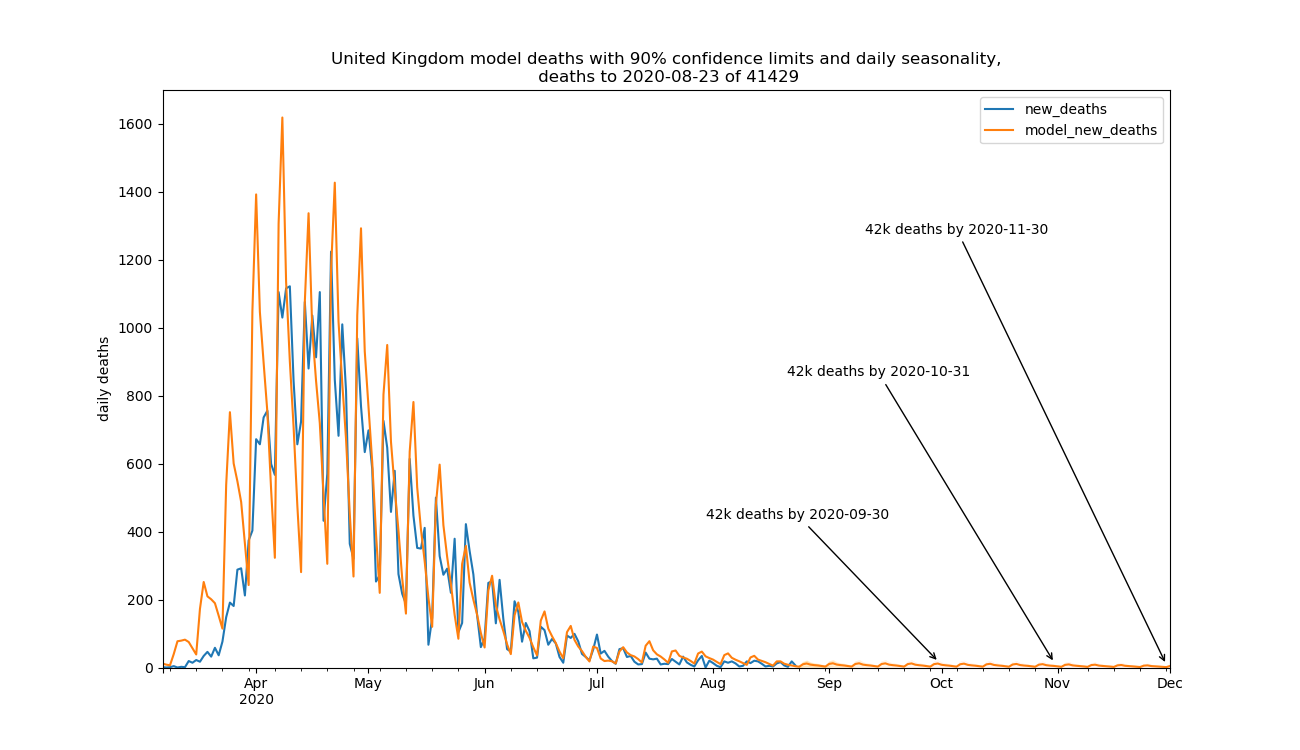 United Kingdom model deaths with 90% confidence limits and daily seasonality,
deaths to 2020-08-23 of 41429
new_deaths
model_new_deaths
daily deaths
1600
1400
1200
1000
800
600
400
200
0
42k deaths by 2020-11-30
42k deaths by 2020-10-31
42k deaths by 2020-09-30
Apr
2020
May
Jun
Jul
Aug
Sep
Oct
Nov
Dec